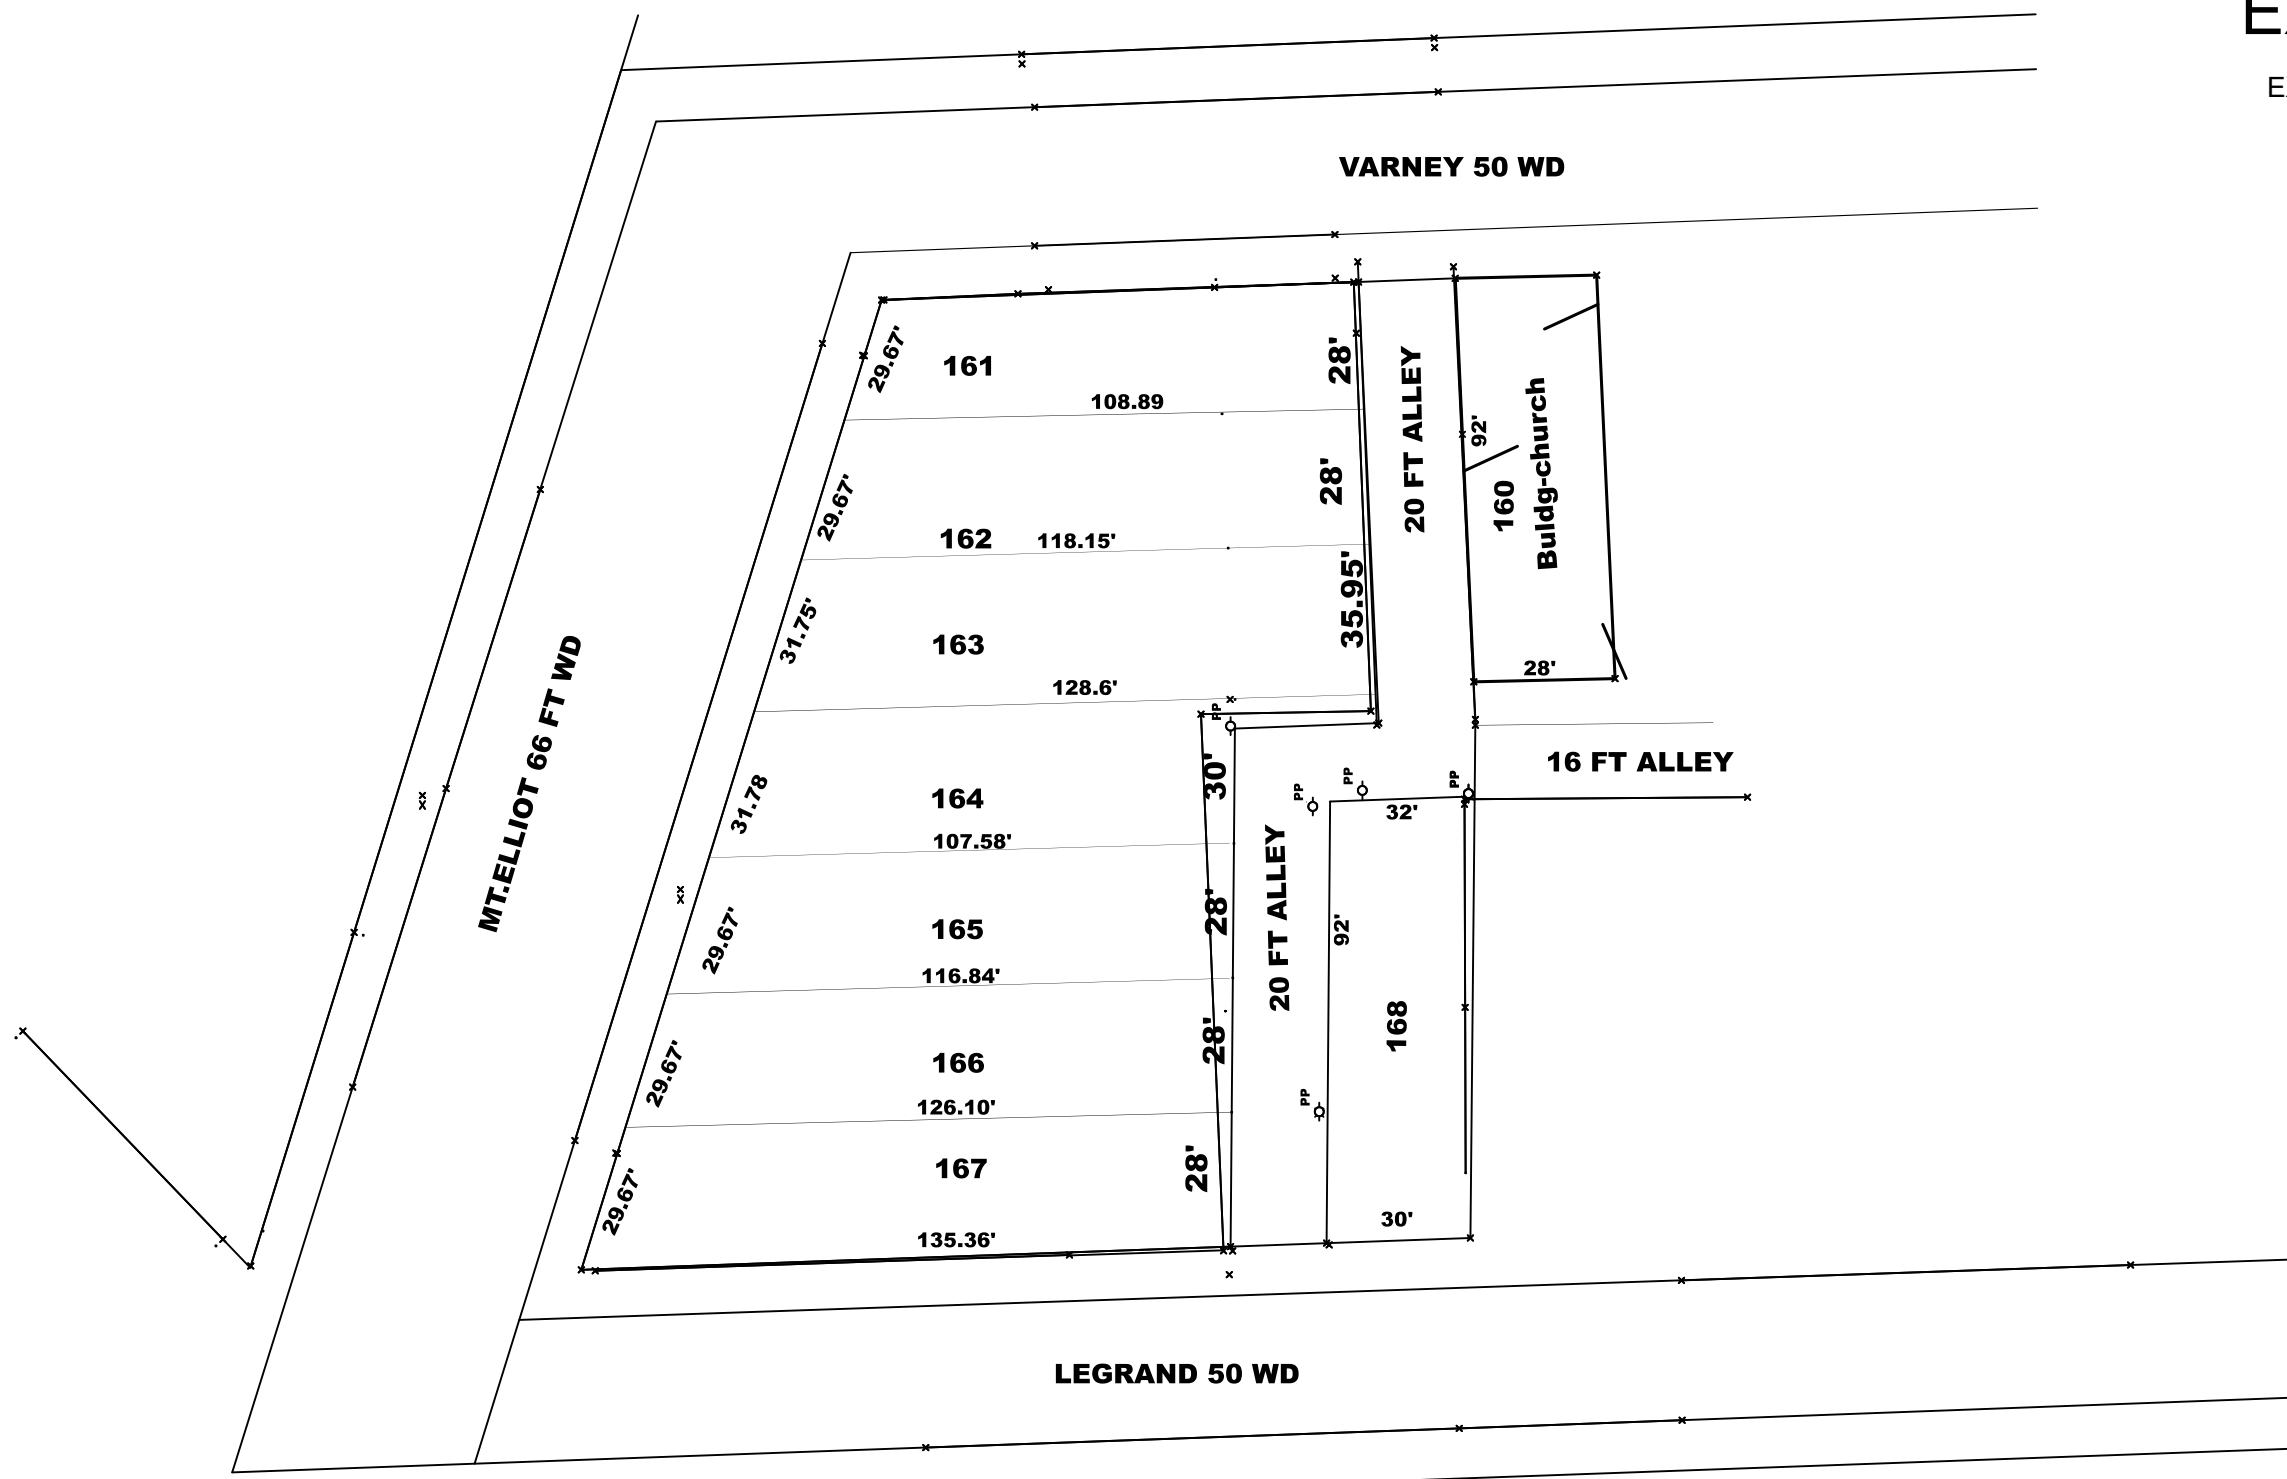 VARNEY 50 WD
161
29.67'
28'
108.89
20 FT ALLEY
92'
160
Buldg-church
28'
162
118.15'
29.67'
28'
163
31.75'
35.95'
128.6'
PP
30'
16 FT ALLEY
MT.ELLIOT 66 FT WD
164
31.78
107.58'
PP
PP
PP
32'
20 FT ALLEY
92'
168
165
29.67'
28'
116.84'
166
29.67'
28'
126.10'
PP
167
29.67'
28'
135.36'
30'
LEGRAND 50 WD